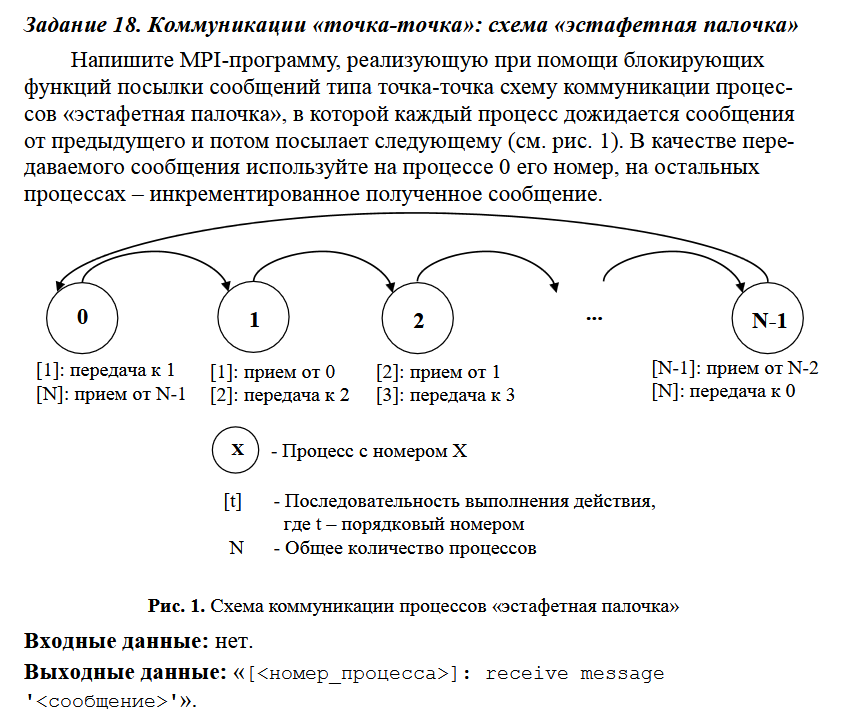 Задание 18. Коммуникации «точка-точка»: схема «эстафетная палочка»
Напишите MPI-программу, реализующую при помощи блокирующих
функций посылки сообщений типа точка-точка схему коммуникации процес-
сов «эстафетная палочка», в которой каждый процесс дожидается сообщения
от предыдущего и потом посылает следующему (см. рис. 1). В качестве пере-
даваемого сообщения используйте на процессе 0 его номер, на остальных
процессах – инкрементированное полученное сообщение.
0
1
2
...
N-1
[1]: передача к 1
[N]: прием от N-1
[1]: прием от 0
[2]: передача к 2
[2]: прием от 1
[3]: передача к 3
[N-1]: прием от N-2
[N]: передача к 0
X - Процесс с номером X
[t] - Последовательность выполнения действия,
где t – порядковый номером
N - Общее количество процессов
Рис. 1. Схема коммуникации процессов «эстафетная палочка»
Входные данные: нет.
Выходные данные: «[<номер_процесса>]: receive message
'<сообщение>'».